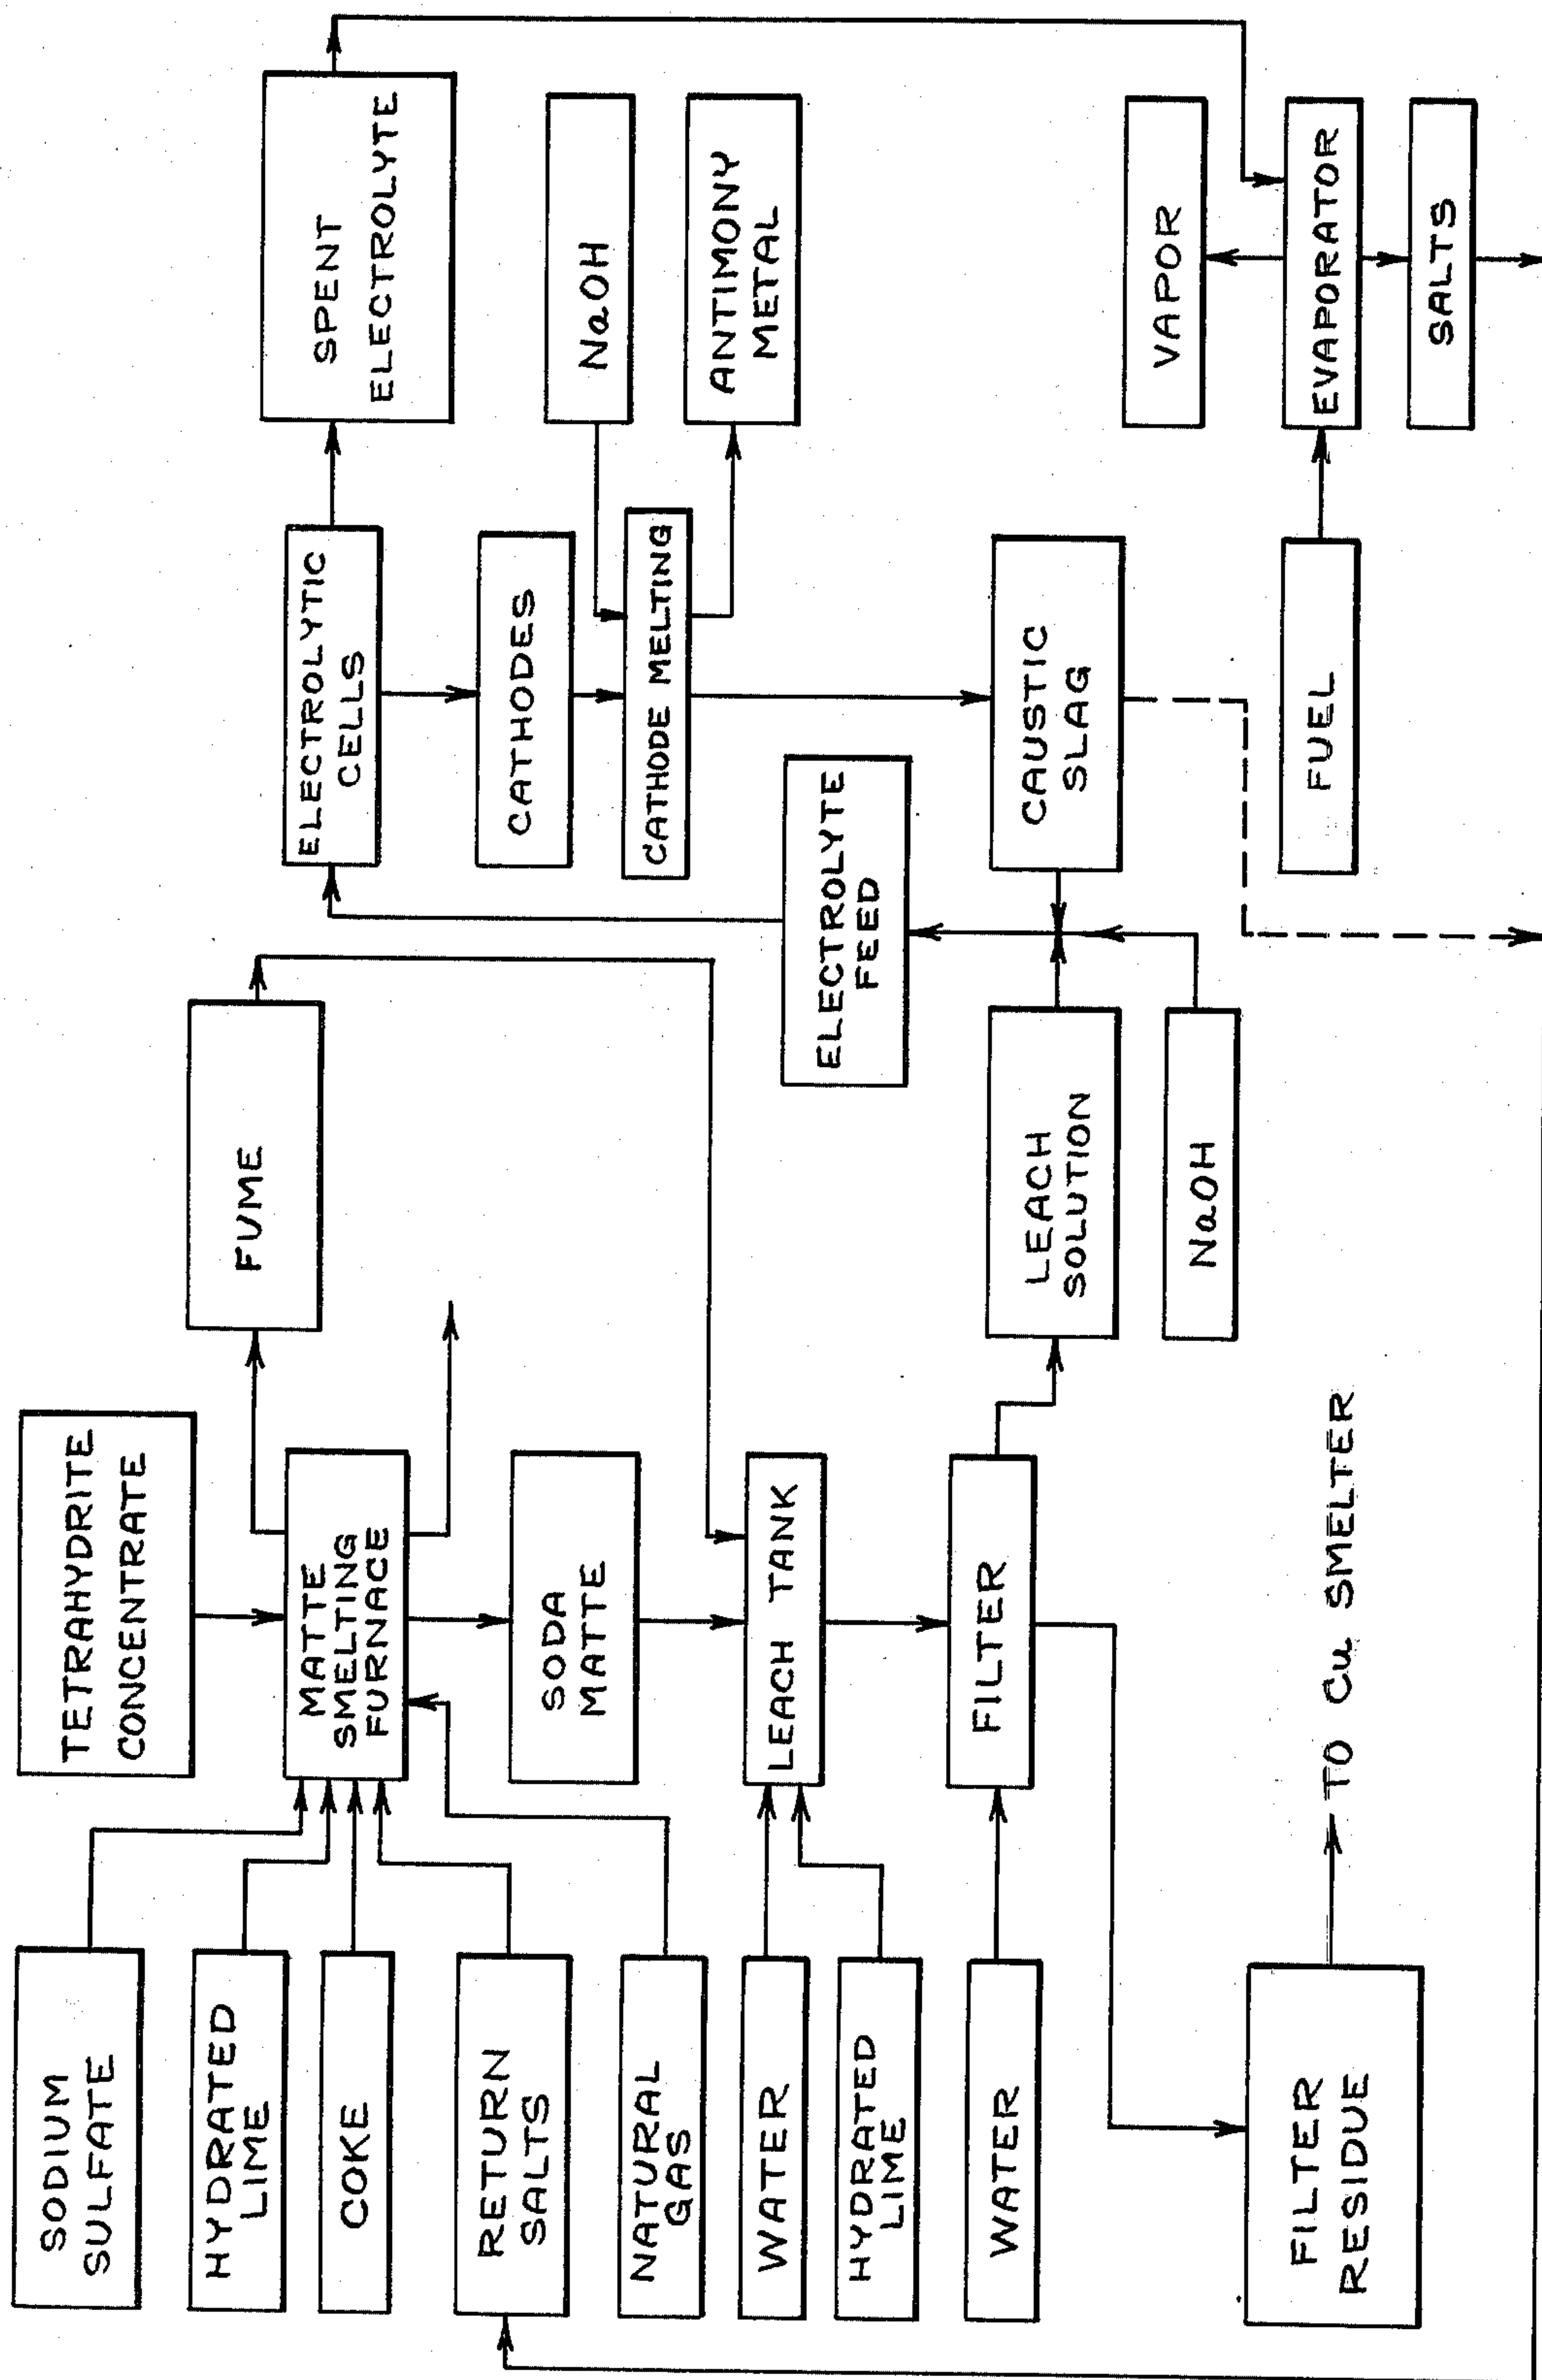 TETRAHYDRITE
CONCENTRATE
SODIUM
SULFATE
HYDRATED
LIME
COKE
RETURN
SALTS
NATURAL
GAS
MATTE
SMELTING
FURNACE
FUME
SODA
MATTE
WATER
HYDRATED
LIME
LEACH TANK
WATER
FILTER
FILTER
RESIDUE
TO Cu SMELTER
LEACH
SOLUTION
NaOH
ELECTROLYTE
FEED
ELECTROLYTIC
CELLS
SPENT
ELECTROLYTE
CATHODES
NaOH
CATHODE MELTING
ANTIMONY
METAL
CAUSTIC
SLAG
VAPOR
FUEL
EVAPORATOR
SALTS